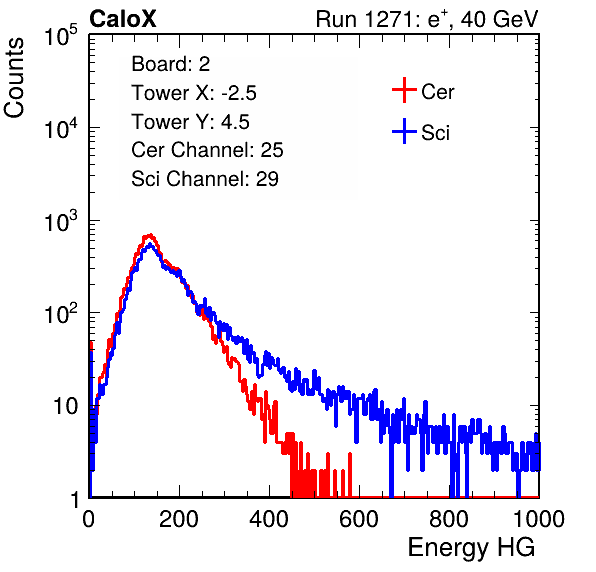 CaloX Run 1271: e⁺, 40 GeV
Counts
Board: 2
Tower X: -2.5
Tower Y: 4.5
Cer Channel: 25
Sci Channel: 29
Cer
Sci
10⁵
10⁴
10³
10²
10
1
0 200 400 600 800 1000
Energy HG